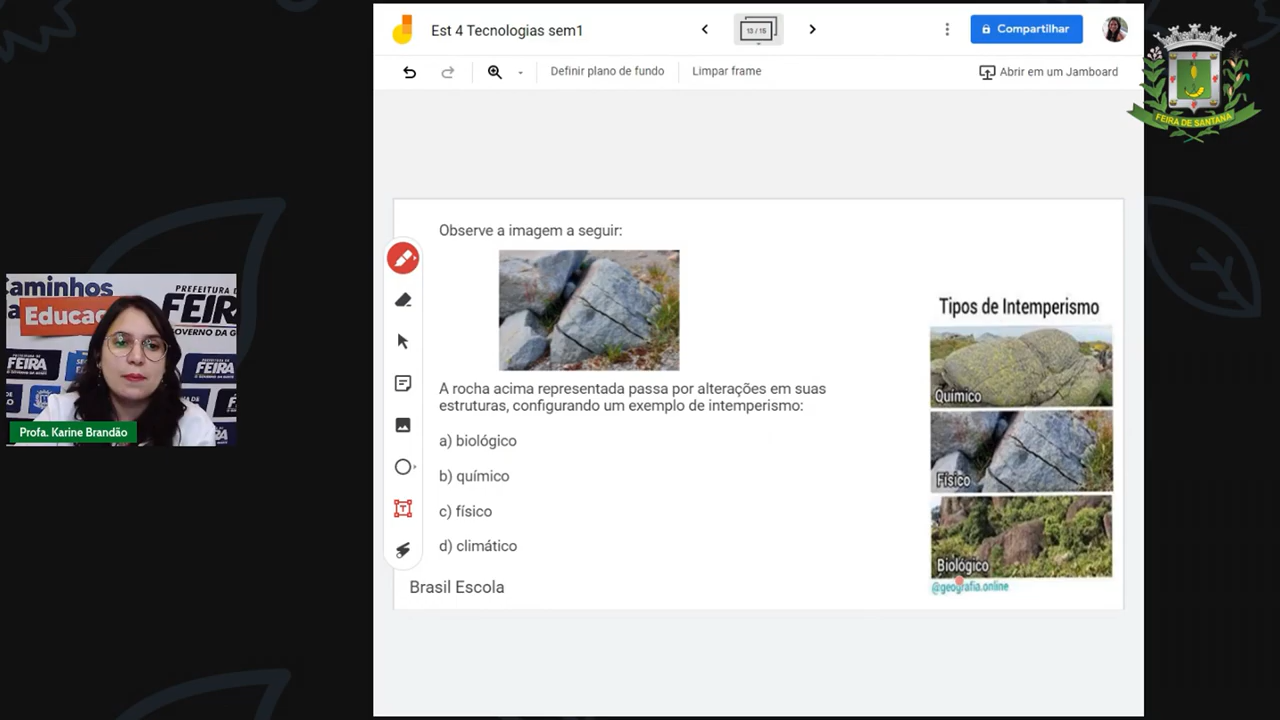 Est 4 Tecnologias sem1
13 / 15
Compartilhar
Definir plano de fundo
Limpar frame
Abrir em um Jamboard
FEIRA DE SANTANA
Observe a imagem a seguir:
A rocha acima representada passa por alterações em suas
estruturas, configurando um exemplo de intemperismo:
a) biológico
b) químico
c) físico
d) climático
Brasil Escola
Tipos de Intemperismo
Químico
Físico
Biológico
@geografia.online
Caminhos
da Educa
PREFEITURA D
FEIR
GOVERNO DA G
FEIRA
FEIRA
Profa. Karine Brandão